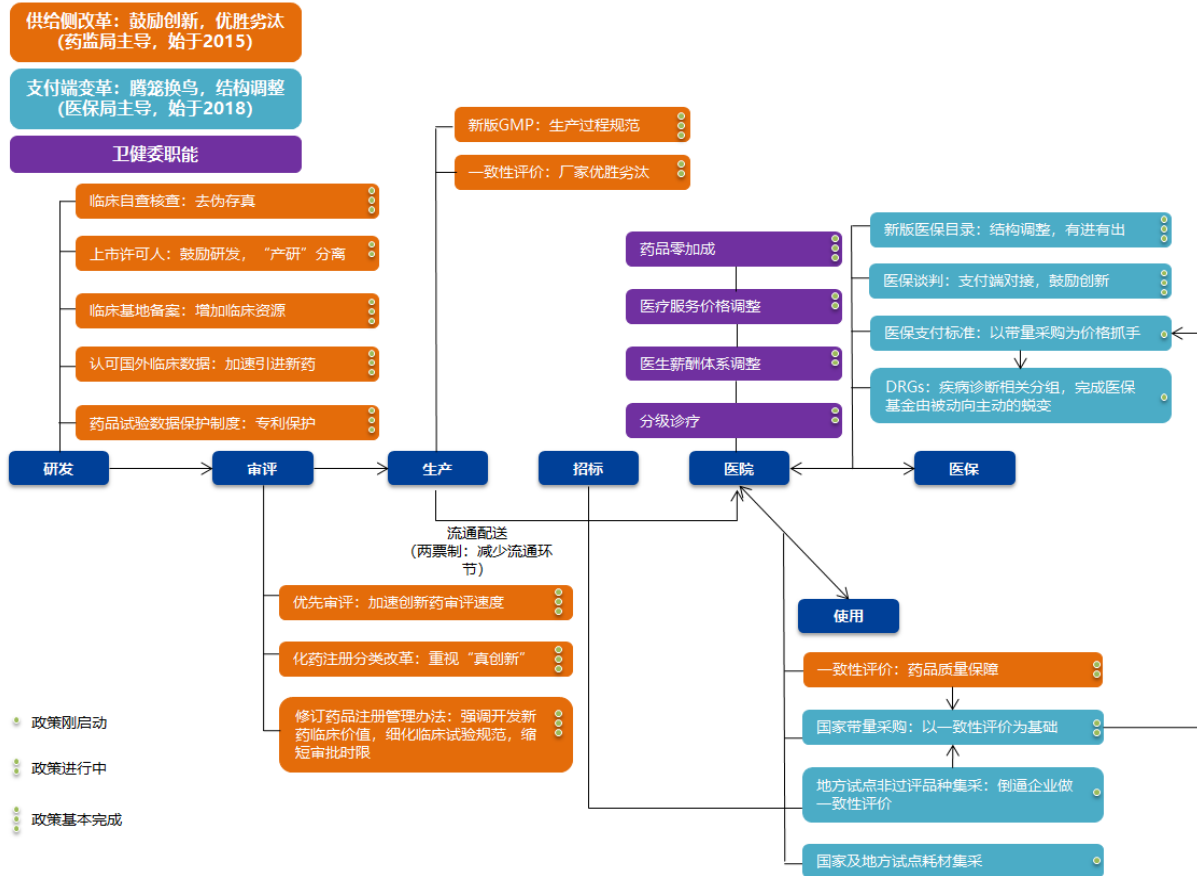 供给侧改革：鼓励创新，优胜劣汰
(药监局主导，始于2015)
支付端变革：腾笼换鸟，结构调整
(医保局主导，始于2018)
卫健委职能
新版GMP：生产过程规范
一致性评价：厂家优胜劣汰
临床自查核查：去伪存真
上市许可人：鼓励研发，“产研”分离
临床基地备案：增加临床资源
认可国外临床数据：加速引进新药
药品试验数据保护制度：专利保护
药品零加成
医疗服务价格调整
医生薪酬体系调整
分级诊疗
新版医保目录：结构调整，有进有出
医保谈判：支付端对接，鼓励创新
医保支付标准：以带量采购为价格抓手
DRGs：疾病诊断相关分组，完成医保
基金由被动向主动的蜕变
研发
审评
生产
招标
医院
医保
流通配送
（两票制：减少流通环
节）
优先审评：加速创新药审评速度
化药注册分类改革：重视“真创新”
修订药品注册管理办法：强调开发新
药临床价值，细化临床试验规范，缩
短审批时限
使用
一致性评价：药品质量保障
国家带量采购：以一致性评价为基础
地方试点非过评品种集采：倒逼企业做
一致性评价
国家及地方试点耗材集采
政策刚启动
政策进行中
政策基本完成